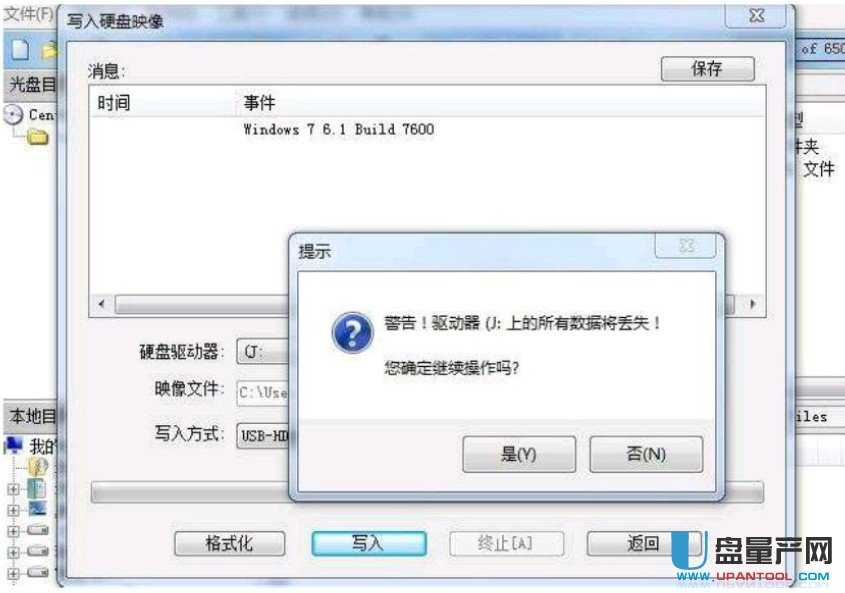 文件(F)
写入硬盘映像
of 650
消息:
保存
光盘目
时间
事件
Cen
Windows 7 6.1 Build 7600
件夹
文件
提示
警告！驱动器 (J: 上的所有数据将丢失！
您确定继续操作吗?
硬盘驱动器:
(J:
映像文件:
C:\Use
本地目
iles
写入方式:
USB-HD
我的
是(Y)
否(N)
格式化
写入
终止[A]
返回
U盘量产网
WWW.UPANTOOL.COM